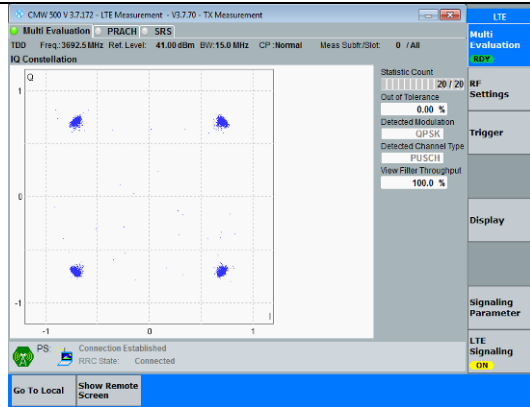 CMW 500 V 3.7.172 - LTE Measurement - V3.7.70 - TX Measurement
LTE
Multi Evaluation PRACH SRS
TDD Freq.:3692.5 MHz Ref. Level: 41.00 dBm BW:15.0 MHz CP :Normal Meas Subfr./Slot: 0 / All
IQ Constellation
Q
1
0
-1
-1 0 1
I
Statistic Count
20 / 20
Out of Tolerance
0.00 %
Detected Modulation
QPSK
Detected Channel Type
PUSCH
View Filter Throughput
100.0 %
PS: Connection Established
RRC State: Connected
Multi
Evaluation
RDY
RF
Settings
Trigger
Display
Signaling
Parameter
LTE
Signaling
ON
Go To Local
Show Remote
Screen